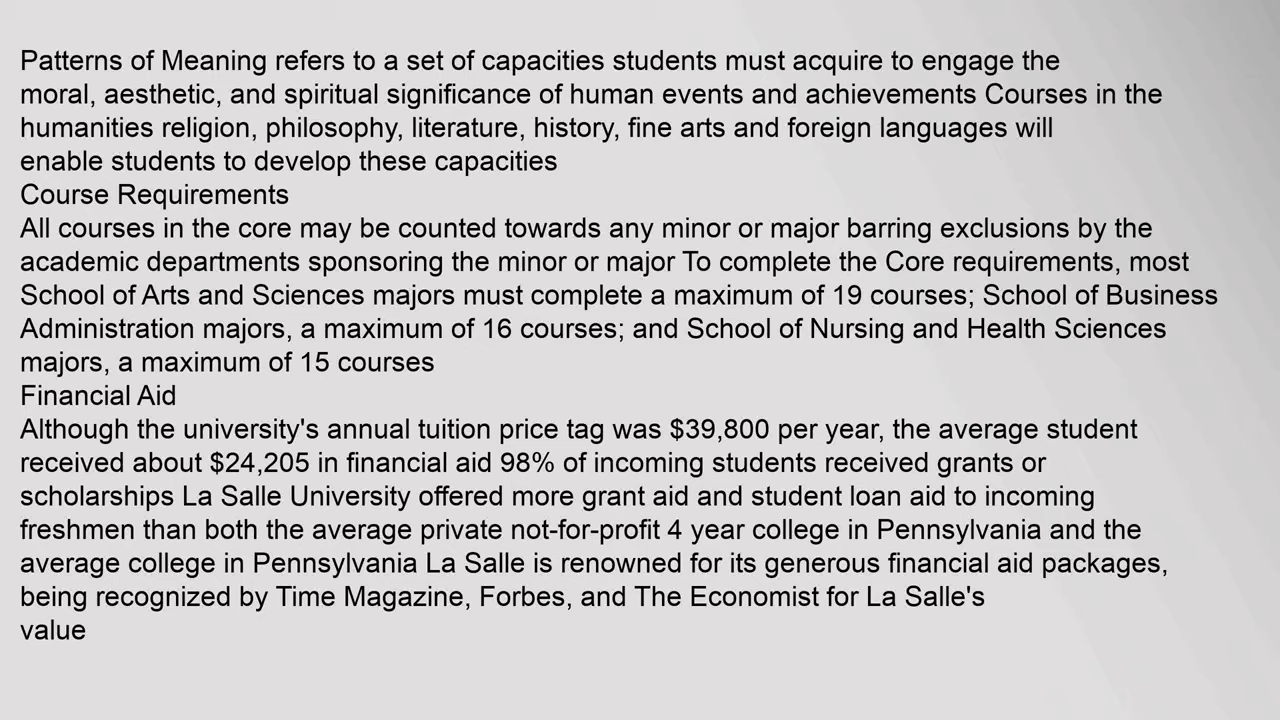 Patterns of Meaning refers to a set of capacities students must acquire to engage the
moral, aesthetic, and spiritual significance of human events and achievements Courses in the
humanities religion, philosophy, literature, history, fine arts and foreign languages will
enable students to develop these capacities
Course Requirements
All courses in the core may be counted towards any minor or major barring exclusions by the
academic departments sponsoring the minor or major To complete the Core requirements, most
School of Arts and Sciences majors must complete a maximum of 19 courses; School of Business
Administration majors, a maximum of 16 courses; and School of Nursing and Health Sciences
majors, a maximum of 15 courses
Financial Aid
Although the university's annual tuition price tag was $39,800 per year, the average student
received about $24,205 in financial aid 98% of incoming students received grants or
scholarships La Salle University offered more grant aid and student loan aid to incoming
freshmen than both the average private not-for-profit 4 year college in Pennsylvania and the
average college in Pennsylvania La Salle is renowned for its generous financial aid packages,
being recognized by Time Magazine, Forbes, and The Economist for La Salle's
value